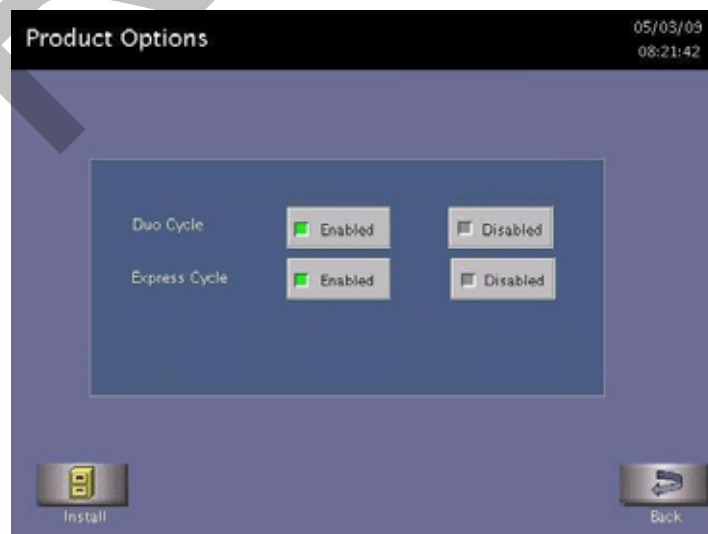 Product Options
05/03/09
08:21:42
Duo Cycle Enabled Disabled
Express Cycle Enabled Disabled
Install
Back